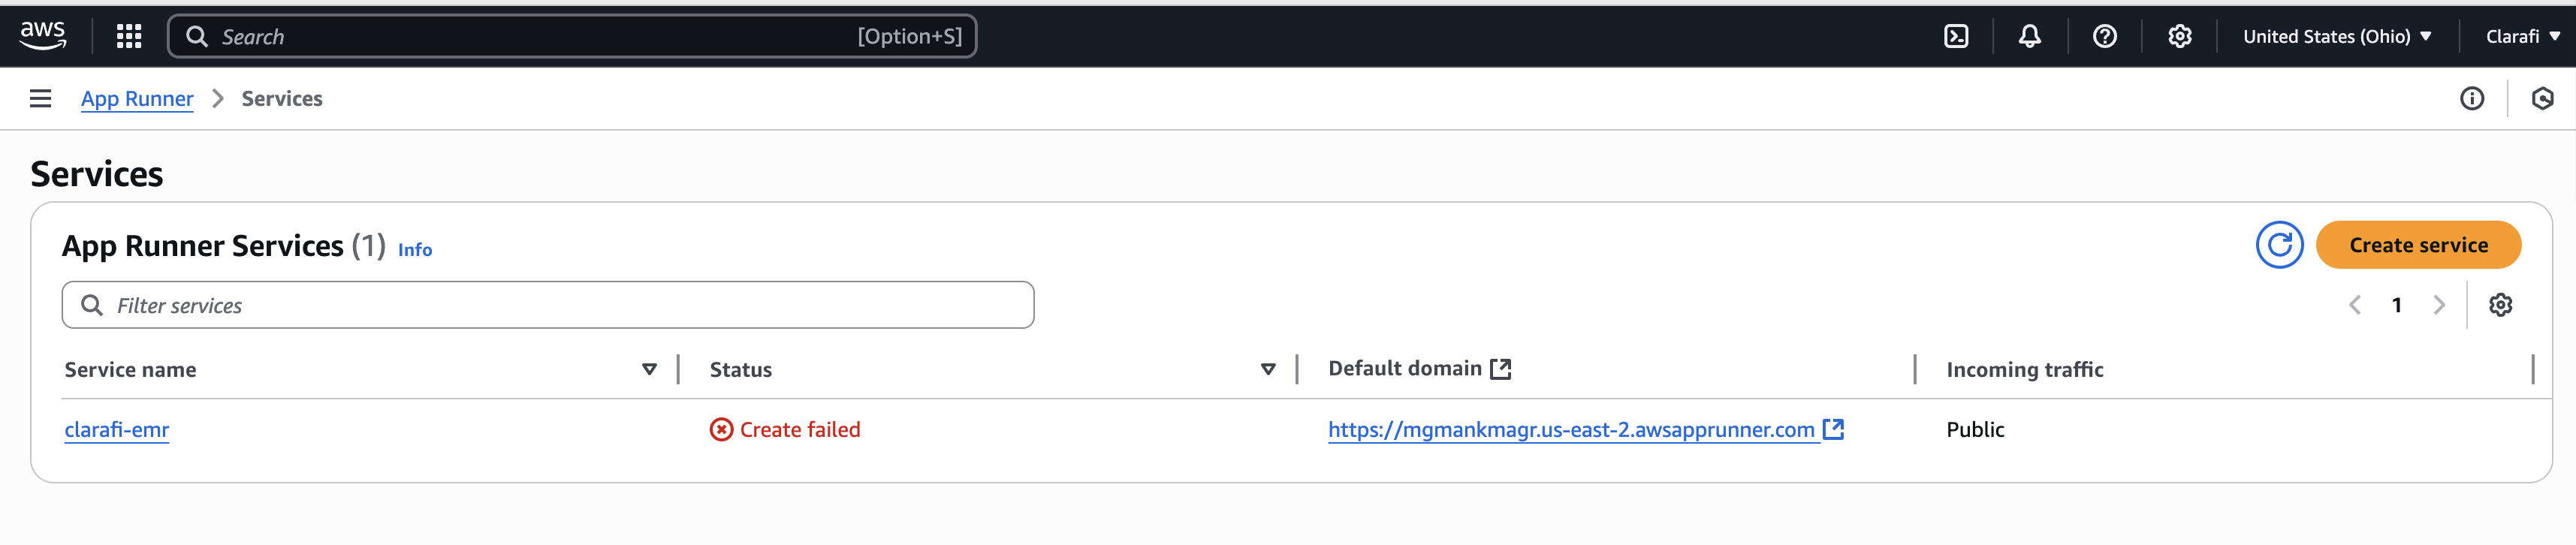 aws
Search [Option+S]
United States (Ohio)
Clarafi
App Runner
Services
Services
App Runner Services (1) Info
Create service
Filter services
1
Service name Status Default domain Incoming traffic
clarafi-emr Create failed https://mgmankmagr.us-east-2.awsapprunner.com Public